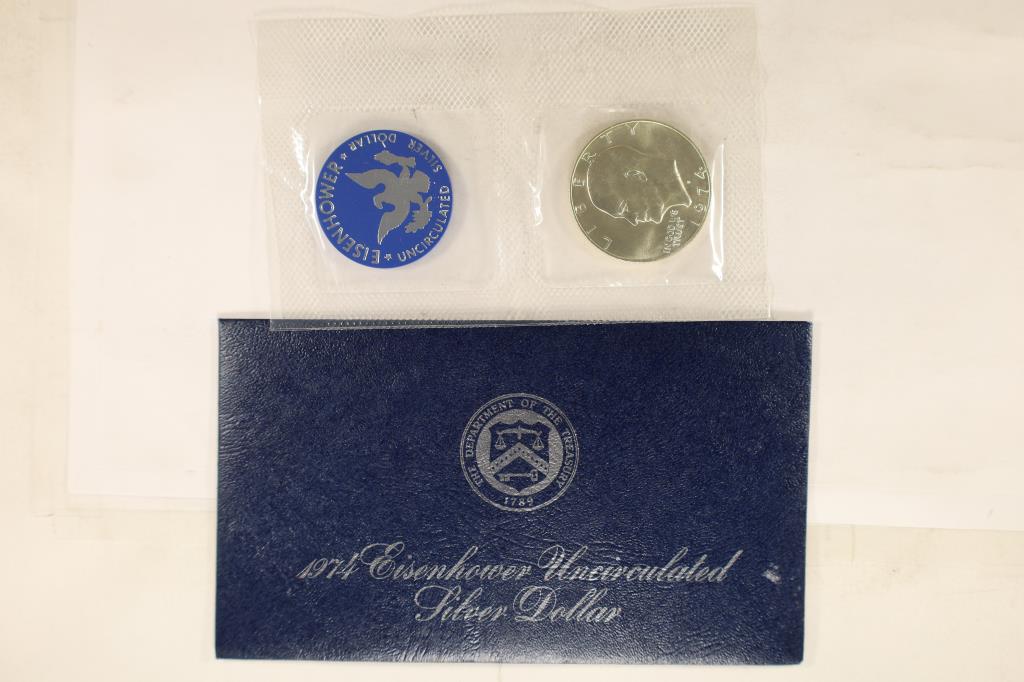 EISENHOWER ★ UNCIRCULATED SILVER DOLLAR ★
LIBERTY
IN GOD WE
TRUST
1974
THE DEPARTMENT OF THE TREASURY
1789
1974 Eisenhower Uncirculated
Silver Dollar